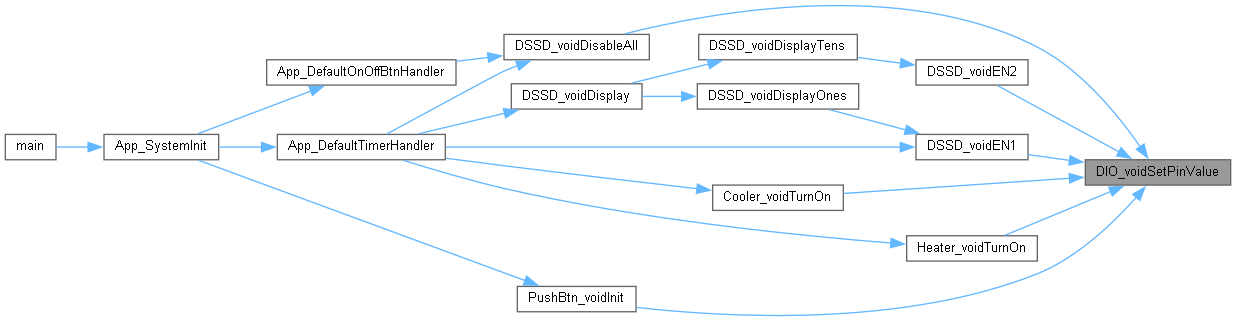 DSSD_voidDisableAll
DSSD_voidDisplayTens
App_DefaultOnOffBtnHandler
DSSD_voidEN2
DSSD_voidDisplay
DSSD_voidDisplayOnes
main
App_SystemInit
App_DefaultTimerHandler
DSSD_voidEN1
DIO_voidSetPinValue
Cooler_voidTurnOn
Heater_voidTurnOn
PushBtn_voidInit